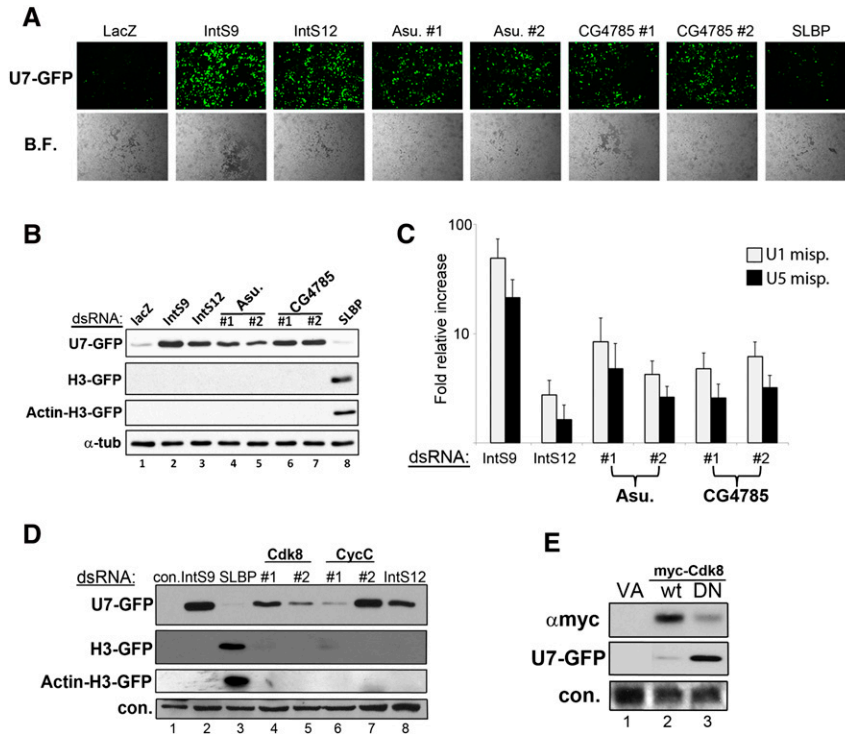 A
LacZ IntS9 IntS12 Asu. #1 Asu. #2 CG4785 #1 CG4785 #2 SLBP
U7-GFP
B.F.
B
dsRNA: lacZ IntS9 IntS12 Asu. CG4785 SLBP
#1 #2 #1 #2
U7-GFP
H3-GFP
Actin-H3-GFP
α-tub
1 2 3 4 5 6 7 8
C
Fold relative increase
100
10
U1 misp.
U5 misp.
dsRNA: IntS9 IntS12 #1 #2 #1 #2
Asu. CG4785
D
Cdk8 CycC
dsRNA: con. IntS9 SLBP #1 #2 #1 #2 IntS12
U7-GFP
H3-GFP
Actin-H3-GFP
con.
1 2 3 4 5 6 7 8
E
myc-Cdk8
VA wt DN
αmyc
U7-GFP
con.
1 2 3